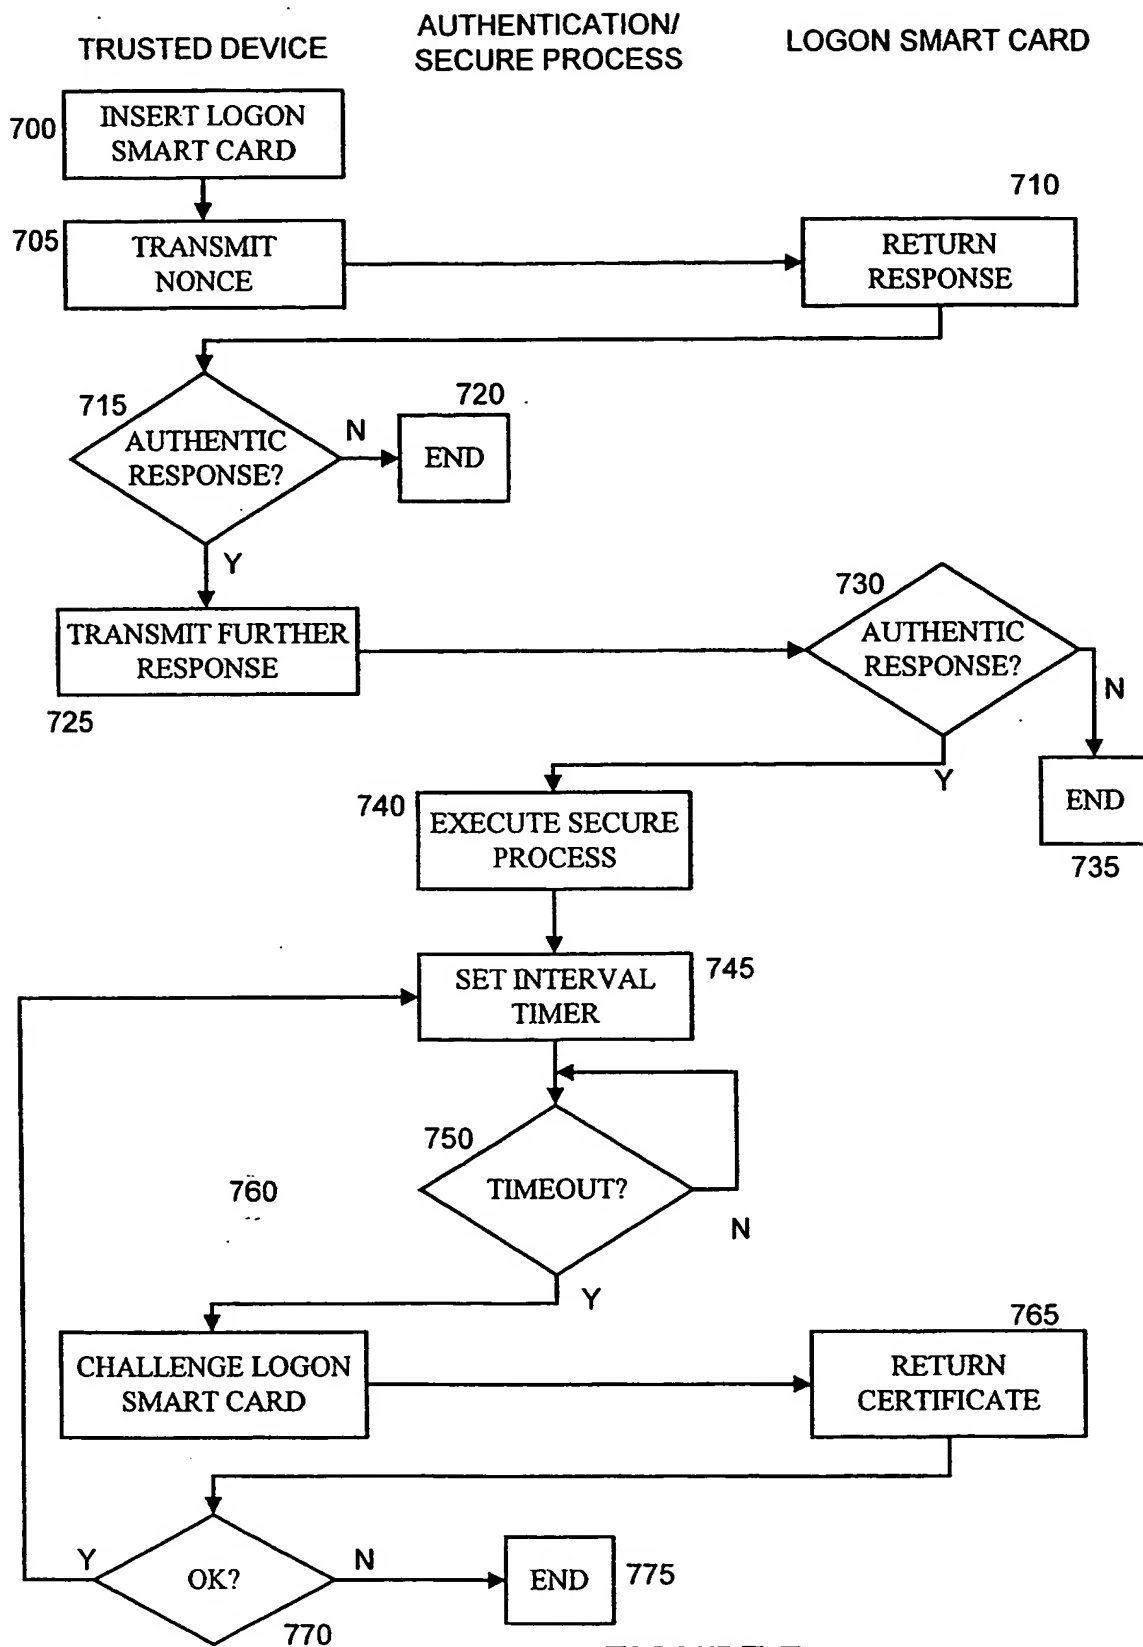 TRUSTED DEVICE
AUTHENTICATION/
SECURE PROCESS
LOGON SMART CARD
700
INSERT LOGON
SMART CARD
705
TRANSMIT
NONCE
710
RETURN
RESPONSE
715
AUTHENTIC
RESPONSE?
N
720
END
Y
TRANSMIT FURTHER
RESPONSE
725
730
AUTHENTIC
RESPONSE?
N
Y
END
735
740
EXECUTE SECURE
PROCESS
SET INTERVAL
TIMER
745
750
TIMEOUT?
N
Y
760
CHALLENGE LOGON
SMART CARD
765
RETURN
CERTIFICATE
Y
OK?
N
770
END
775